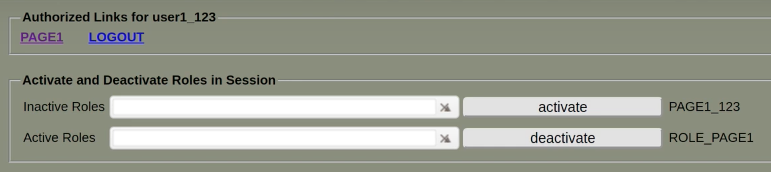 Authorized Links for user1_123
PAGE1 LOGOUT
Activate and Deactivate Roles in Session
Inactive Roles activate PAGE1_123
Active Roles deactivate ROLE_PAGE1